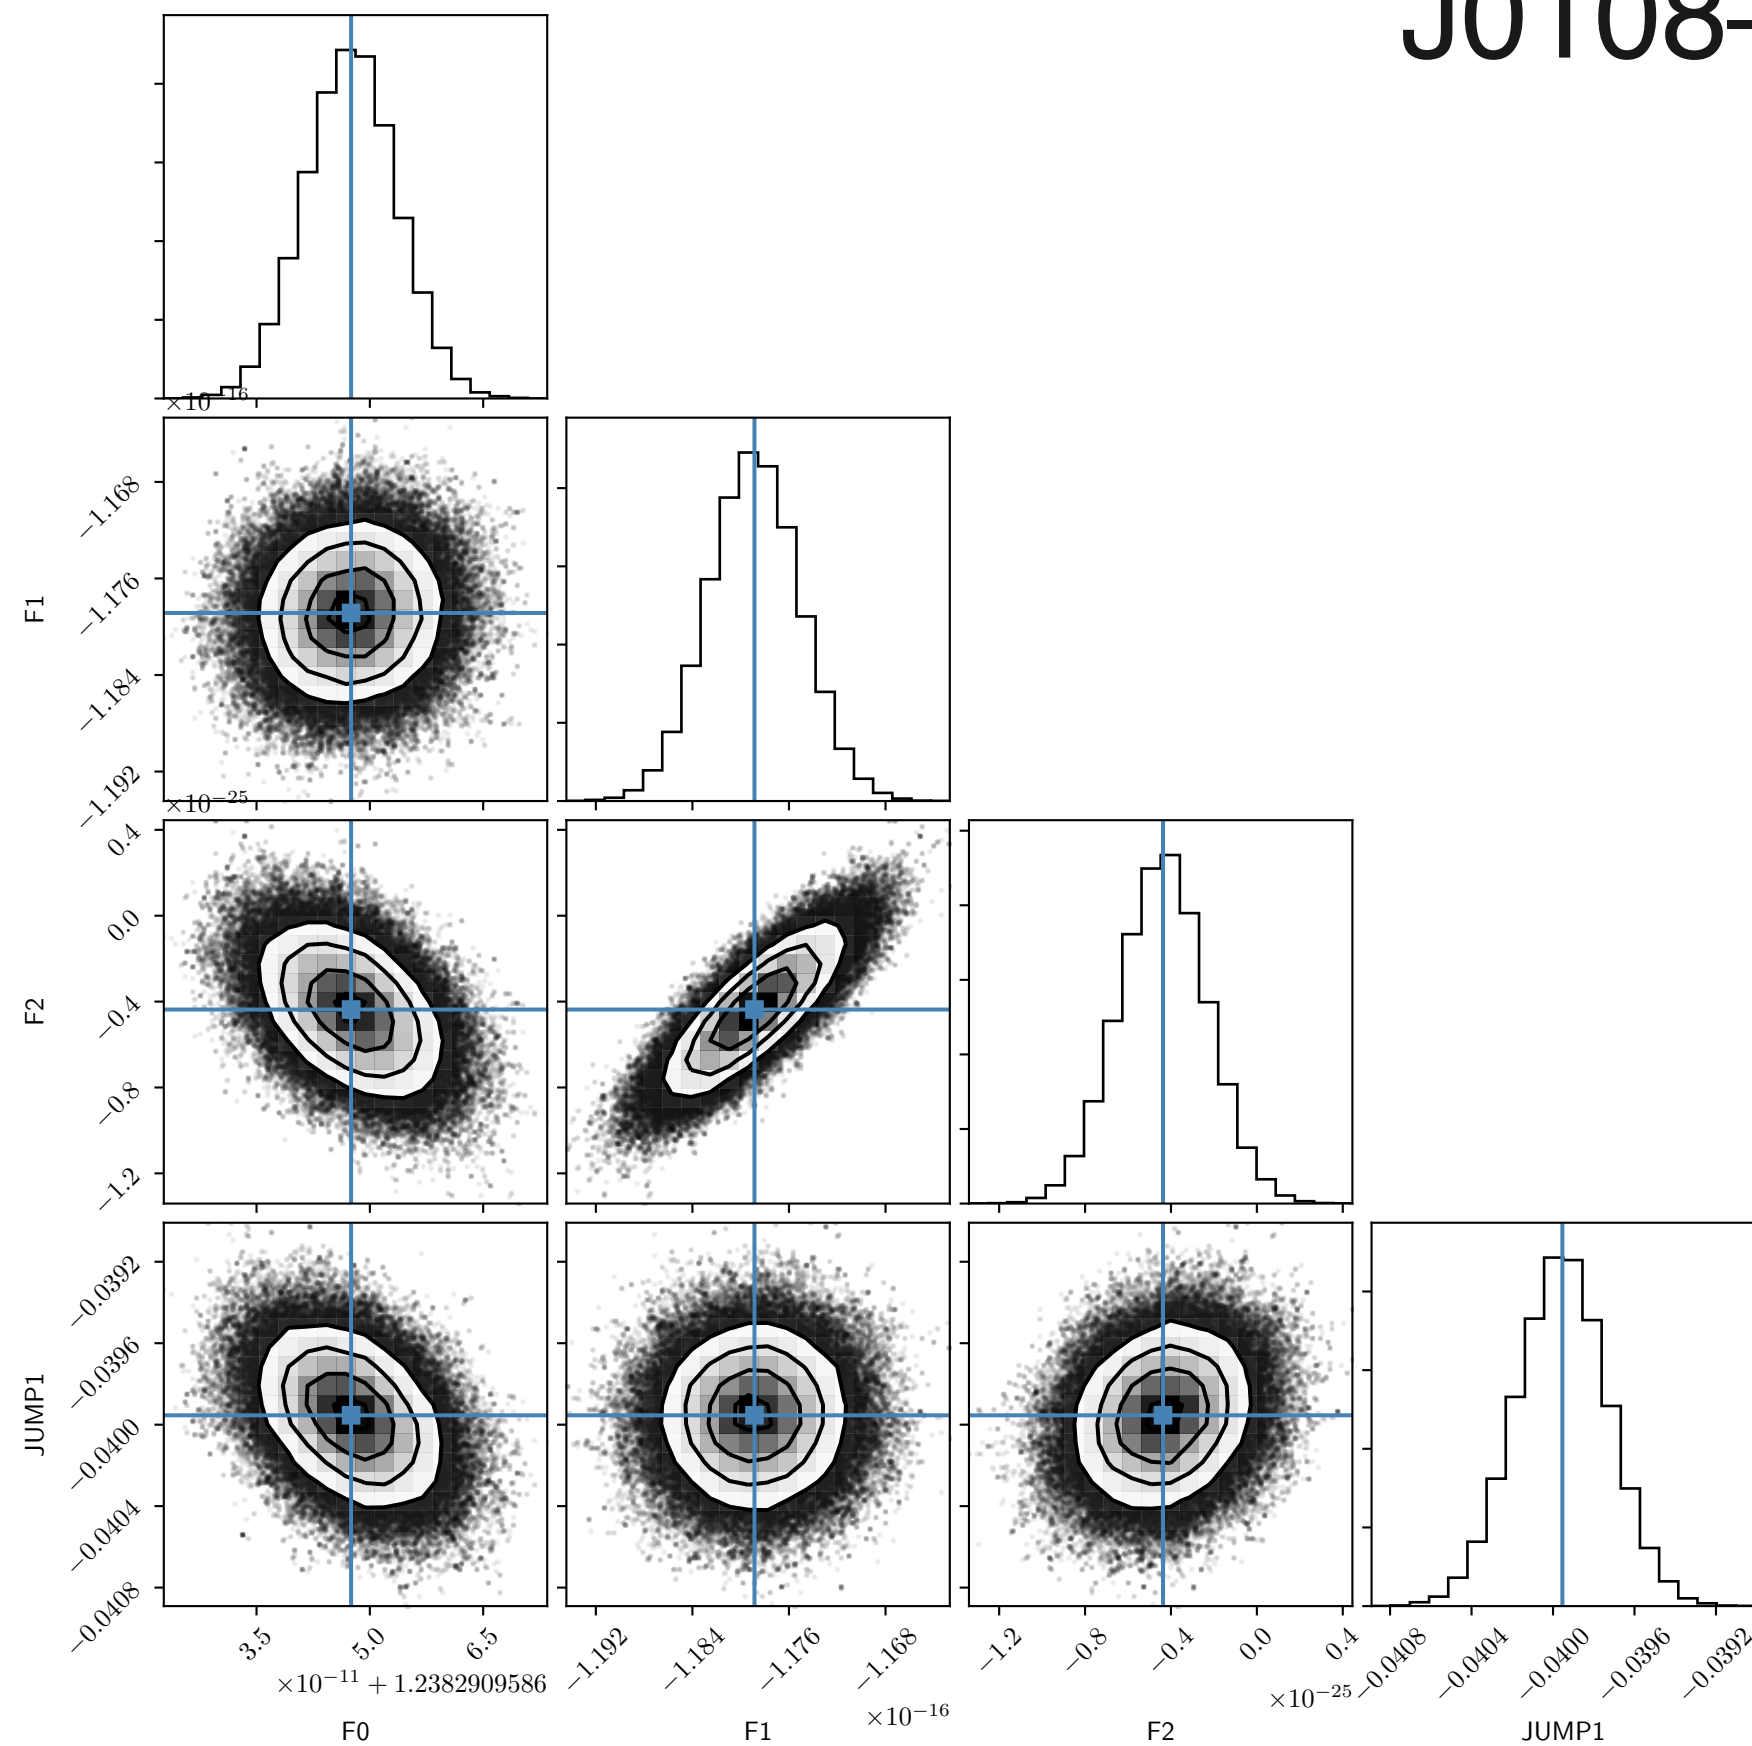 J0108-
×10⁻¹⁶
F1
−1.168
−1.176
−1.184
−1.192
×10⁻²⁵
F2
0.4
0.0
−0.4
−0.8
−1.2
JUMP1
−0.0392
−0.0396
−0.0400
−0.0404
−0.0408
3.5 5.0 6.5
×10⁻¹¹ + 1.2382909586
F0
−1.192 −1.184 −1.176 −1.168
×10⁻¹⁶
F1
−1.2 −0.8 −0.4 0.0 0.4
×10⁻²⁵
F2
−0.0408 −0.0404 −0.0400 −0.0396 −0.0392
JUMP1